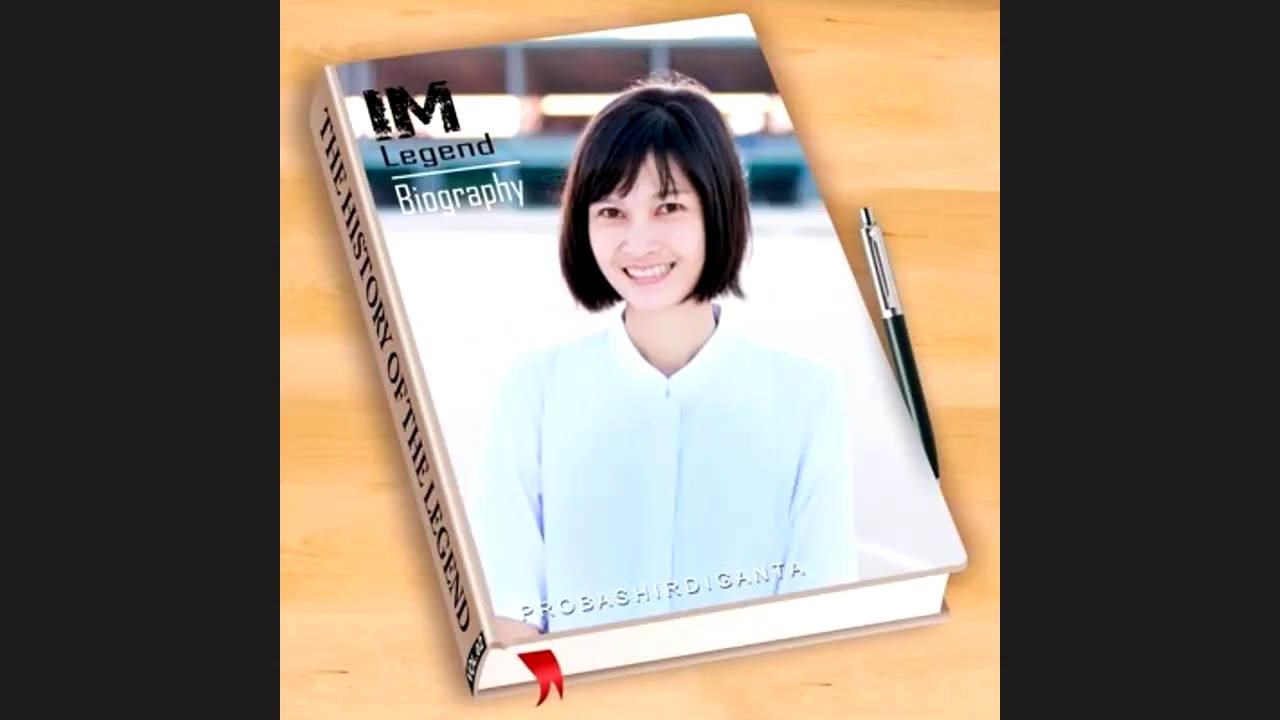 IM
Legend
Biography
PROBASHIRDIGANTA
THE HISTORY OF THE LEGEND